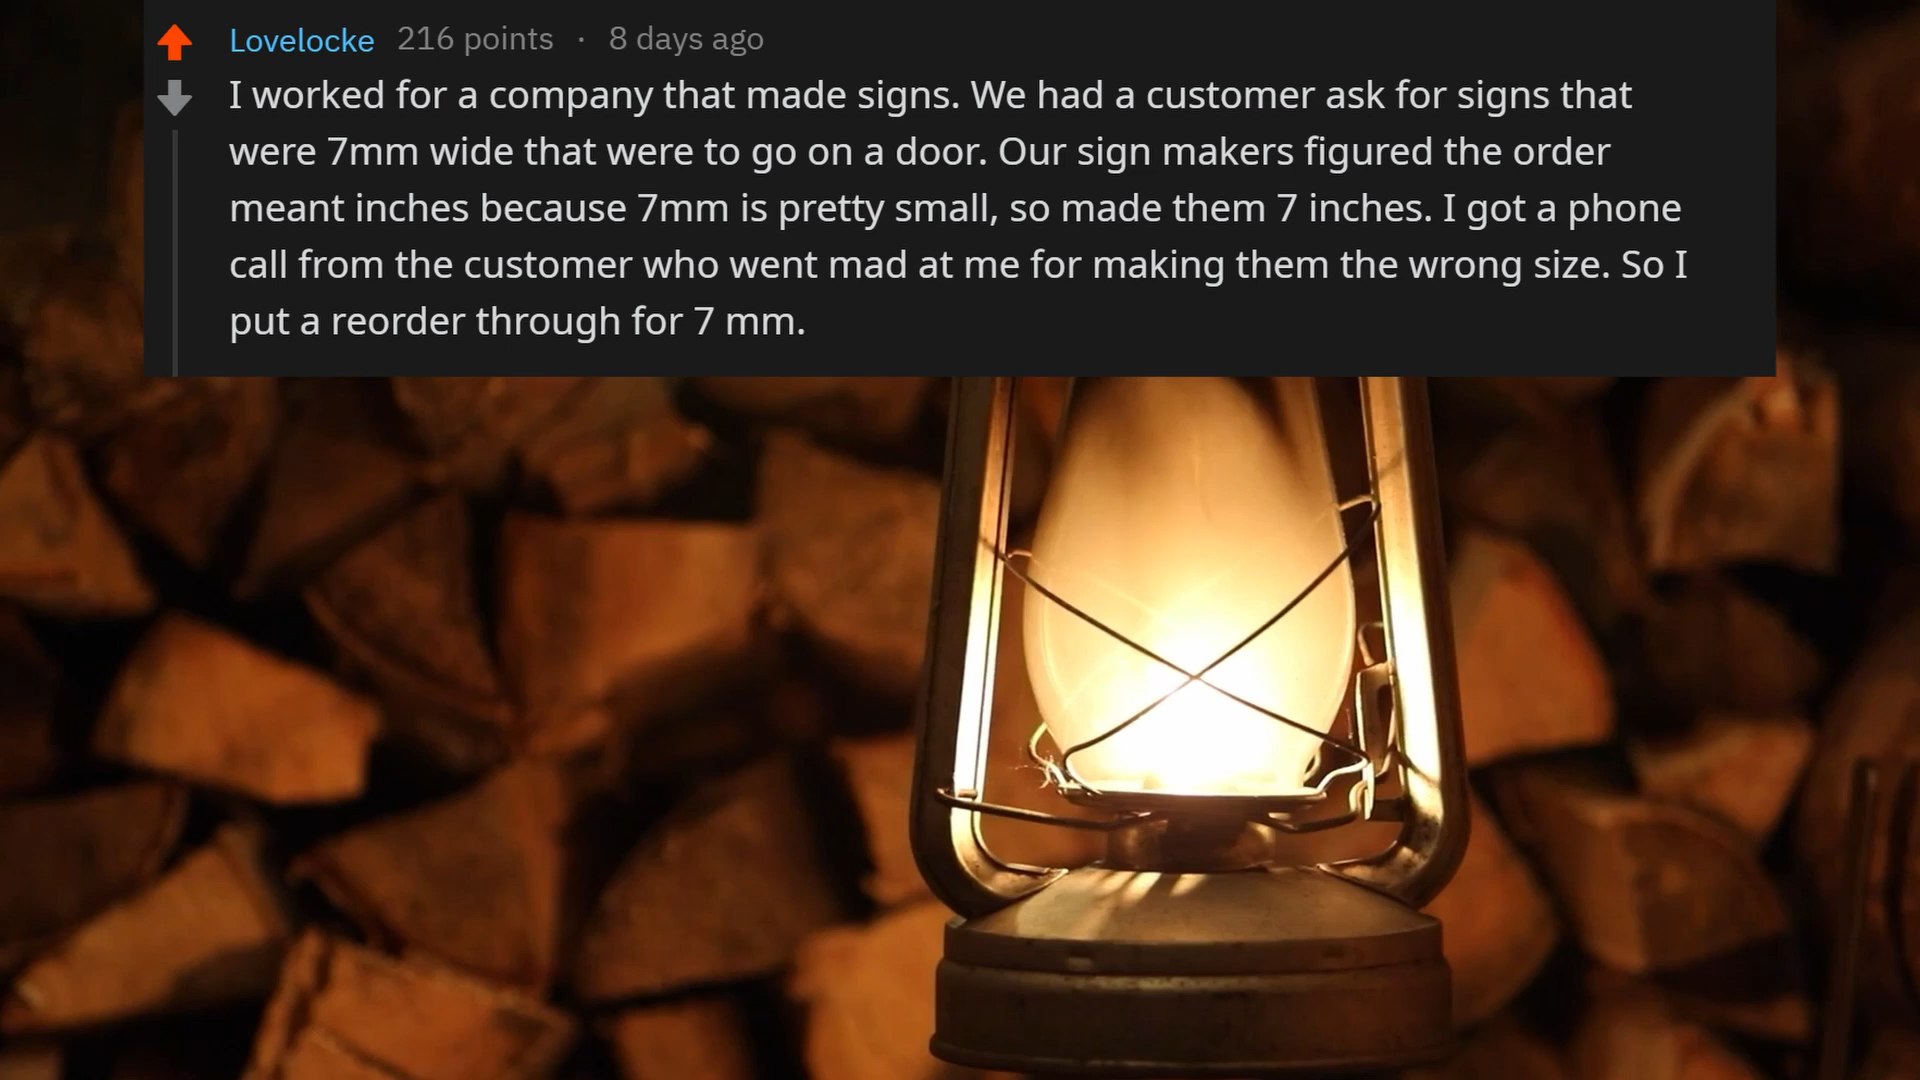 Lovelocke 216 points · 8 days ago
I worked for a company that made signs. We had a customer ask for signs that
were 7mm wide that were to go on a door. Our sign makers figured the order
meant inches because 7mm is pretty small, so made them 7 inches. I got a phone
call from the customer who went mad at me for making them the wrong size. So I
put a reorder through for 7 mm.